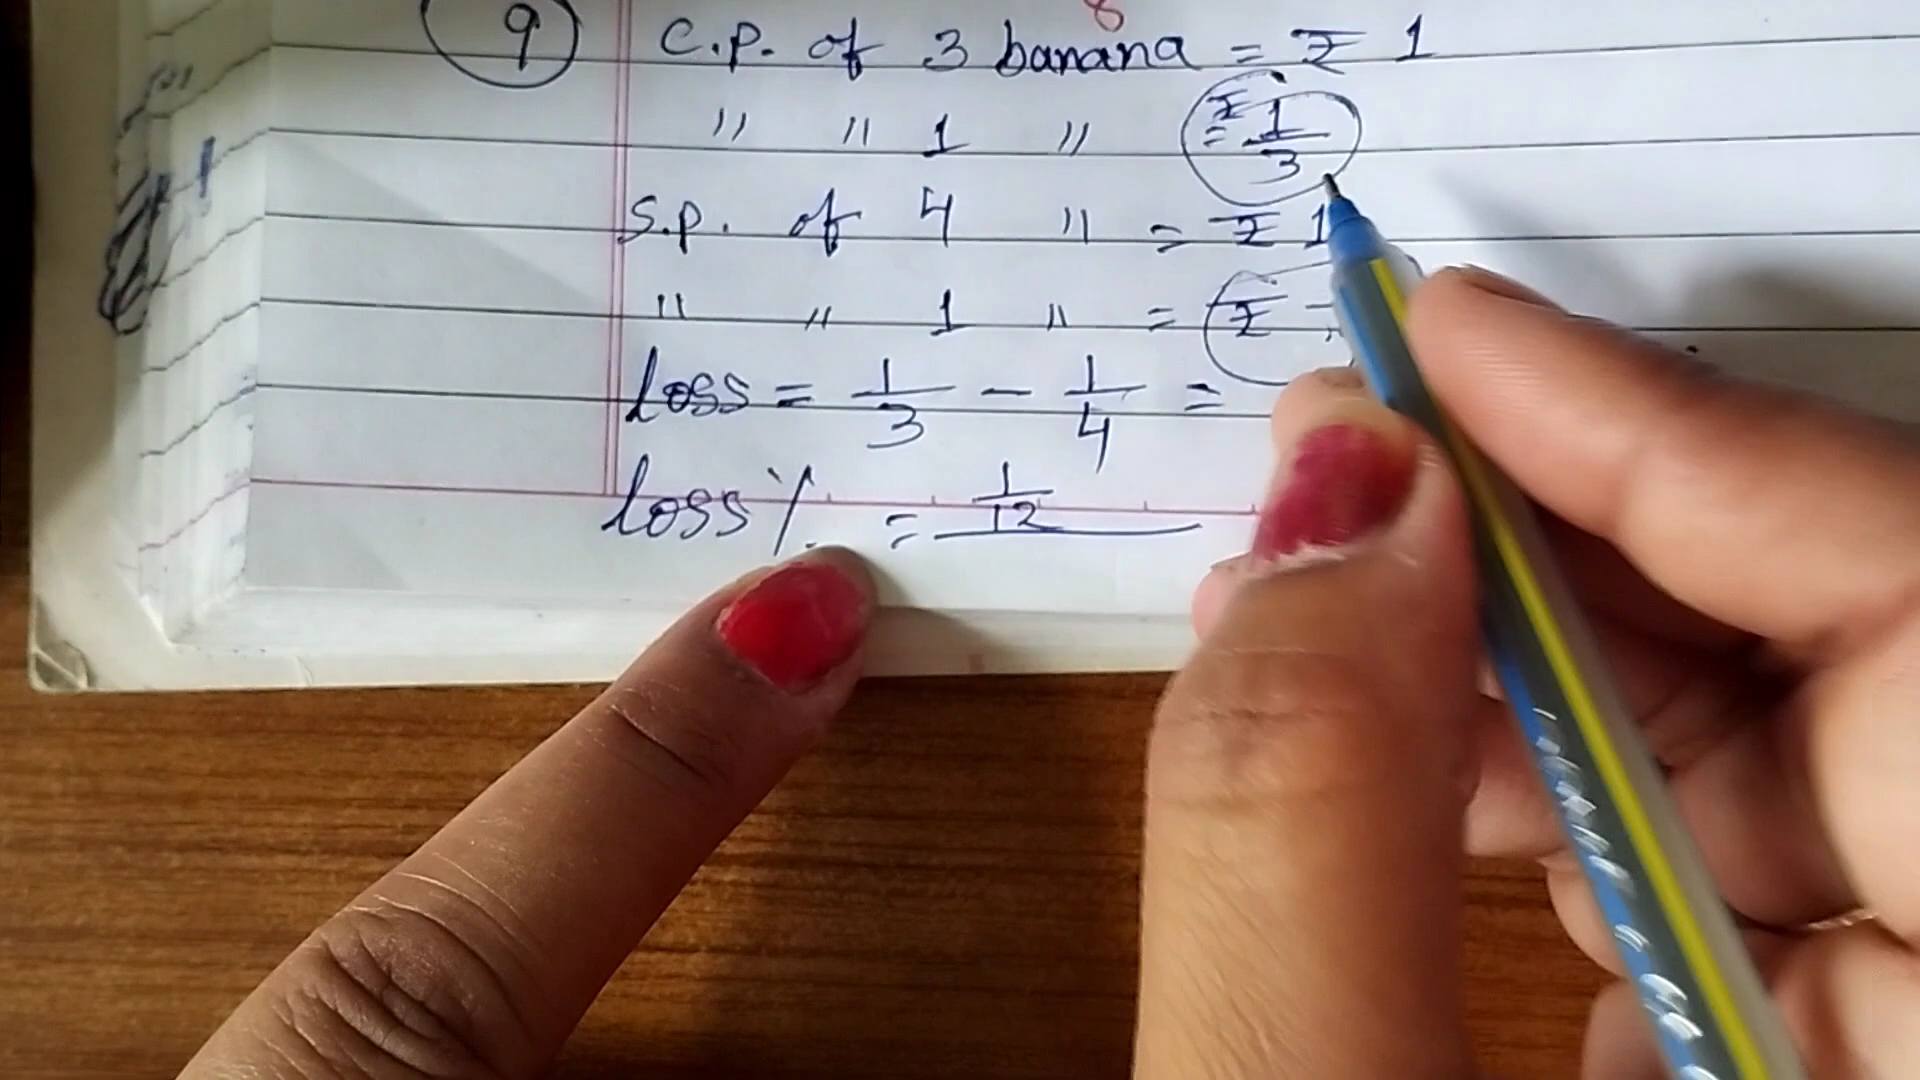 8
9 C.P. of 3 banana = ₹ 1
" " 1 " = ₹ 1/3
S.P. of 4 " = ₹ 1
" " 1 " = ₹
loss = 1/3 - 1/4 =
loss % = 1/12